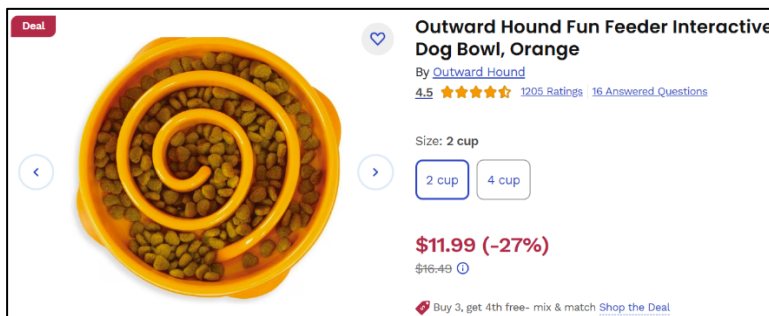 Deal
Outward Hound Fun Feeder Interactive
Dog Bowl, Orange
By Outward Hound
4.5 1205 Ratings 16 Answered Questions
Size: 2 cup
2 cup 4 cup
$11.99 (-27%)
$16.49
Buy 3, get 4th free- mix & match Shop the Deal